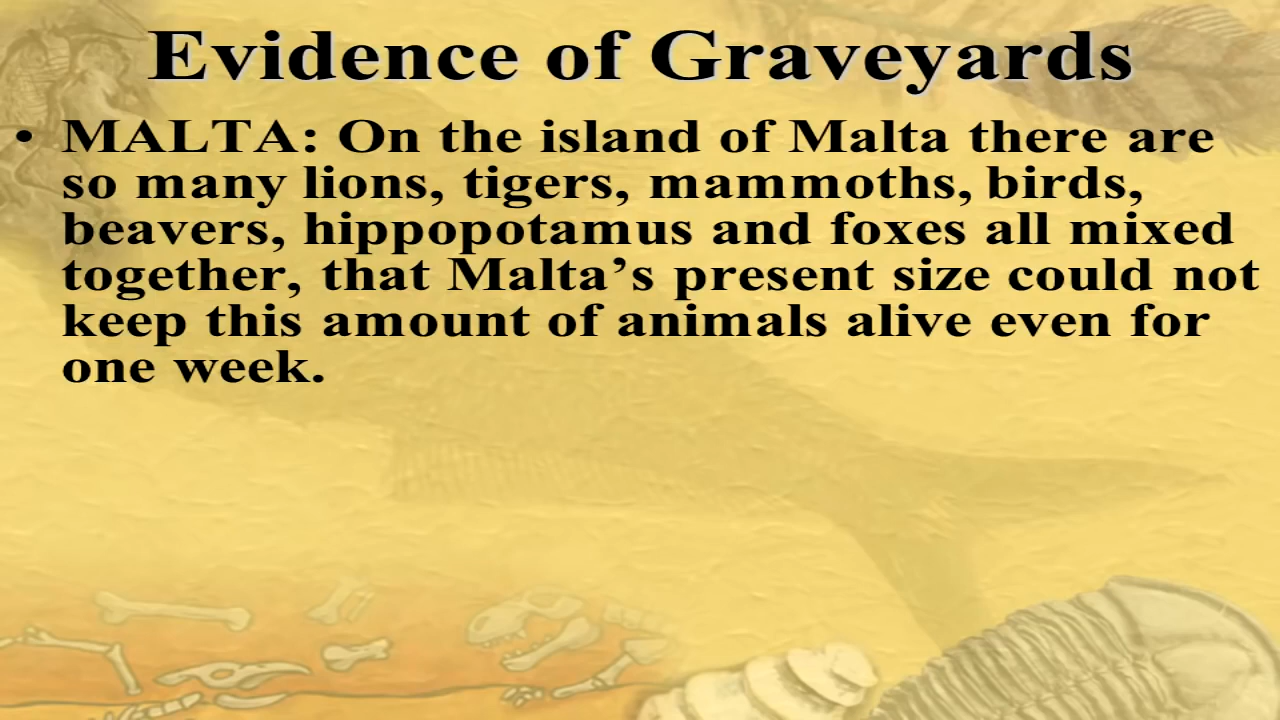 Evidence of Graveyards
• MALTA: On the island of Malta there are
so many lions, tigers, mammoths, birds,
beavers, hippopotamus and foxes all mixed
together, that Malta’s present size could not
keep this amount of animals alive even for
one week.